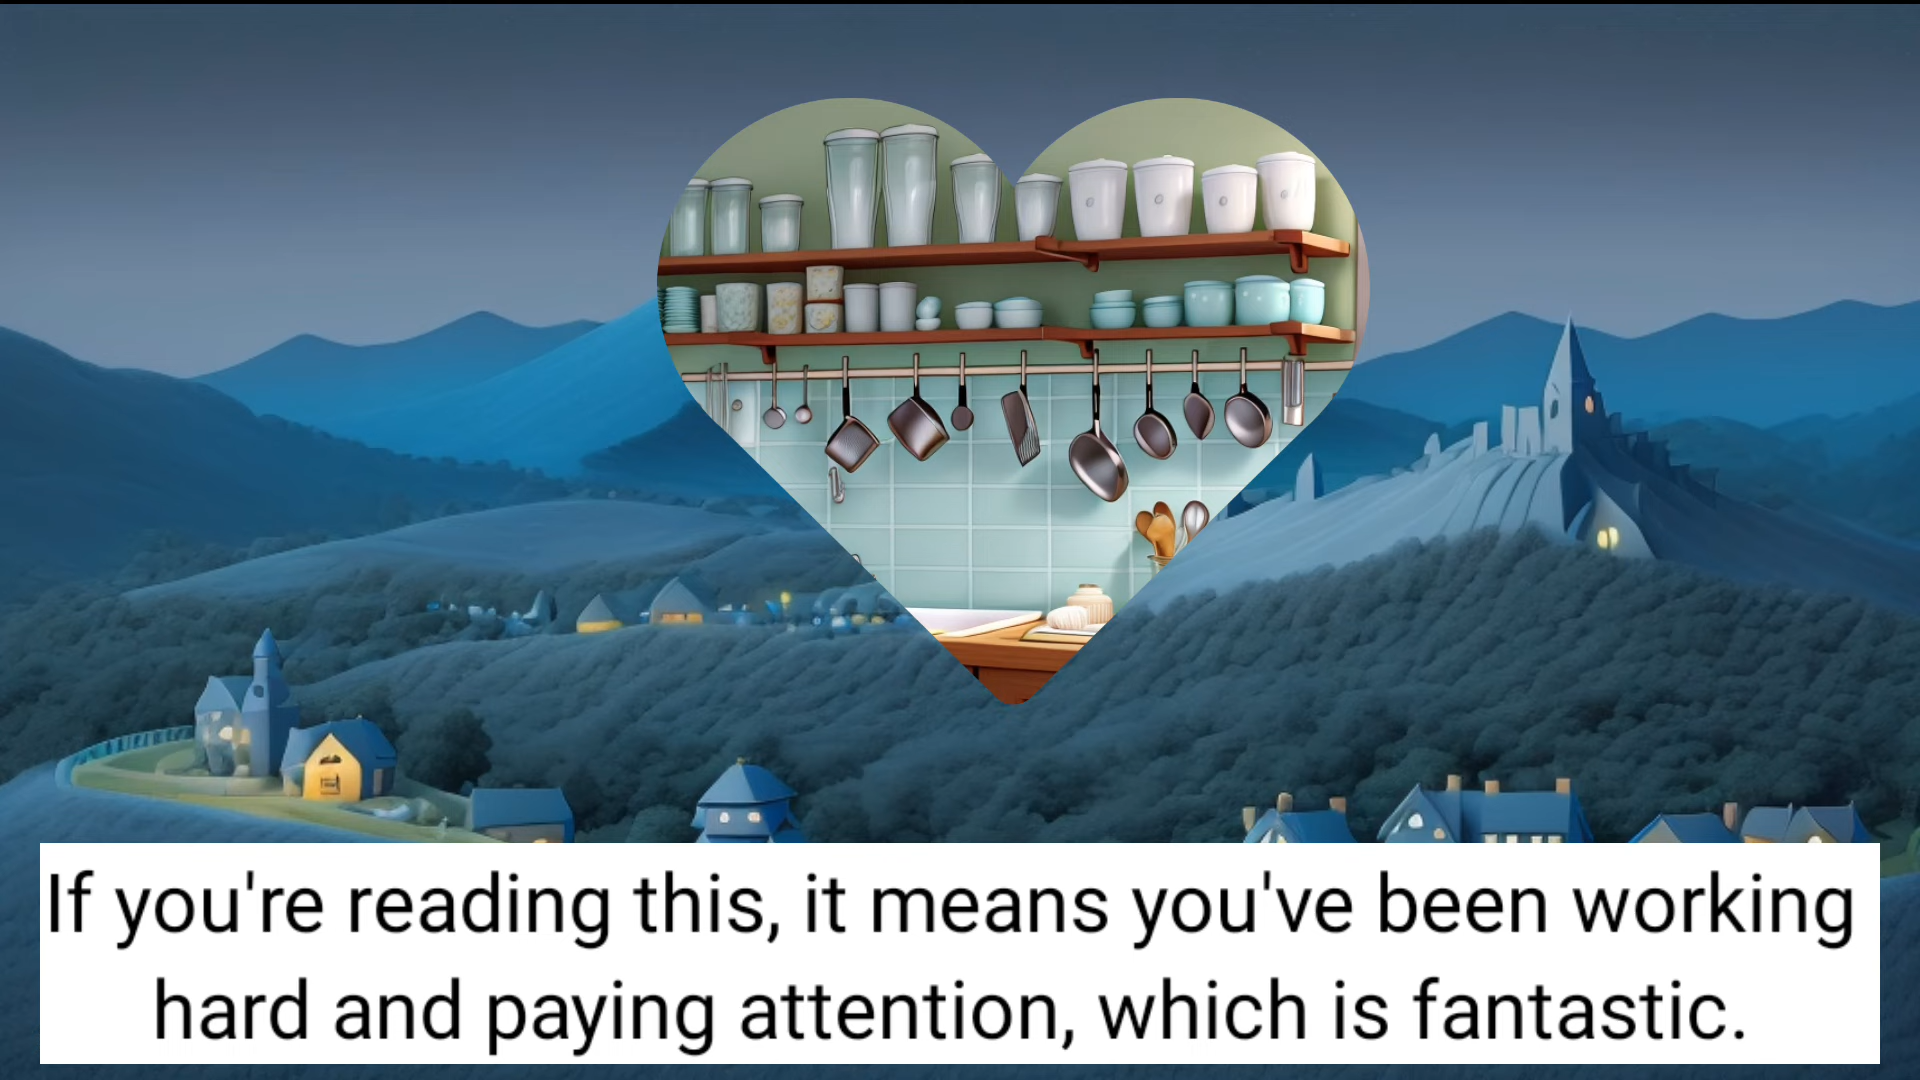 If you're reading this, it means you've been working
hard and paying attention, which is fantastic.